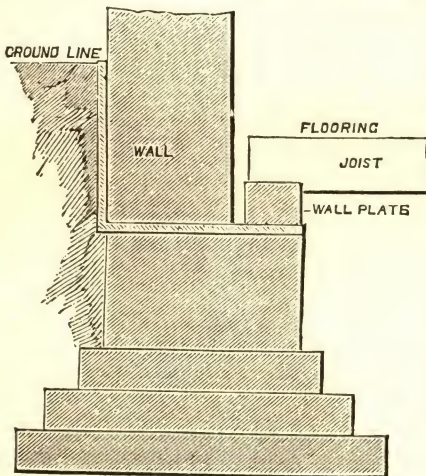 GROUND LINE
FLOORING
WALL
JOIST
WALL PLATE